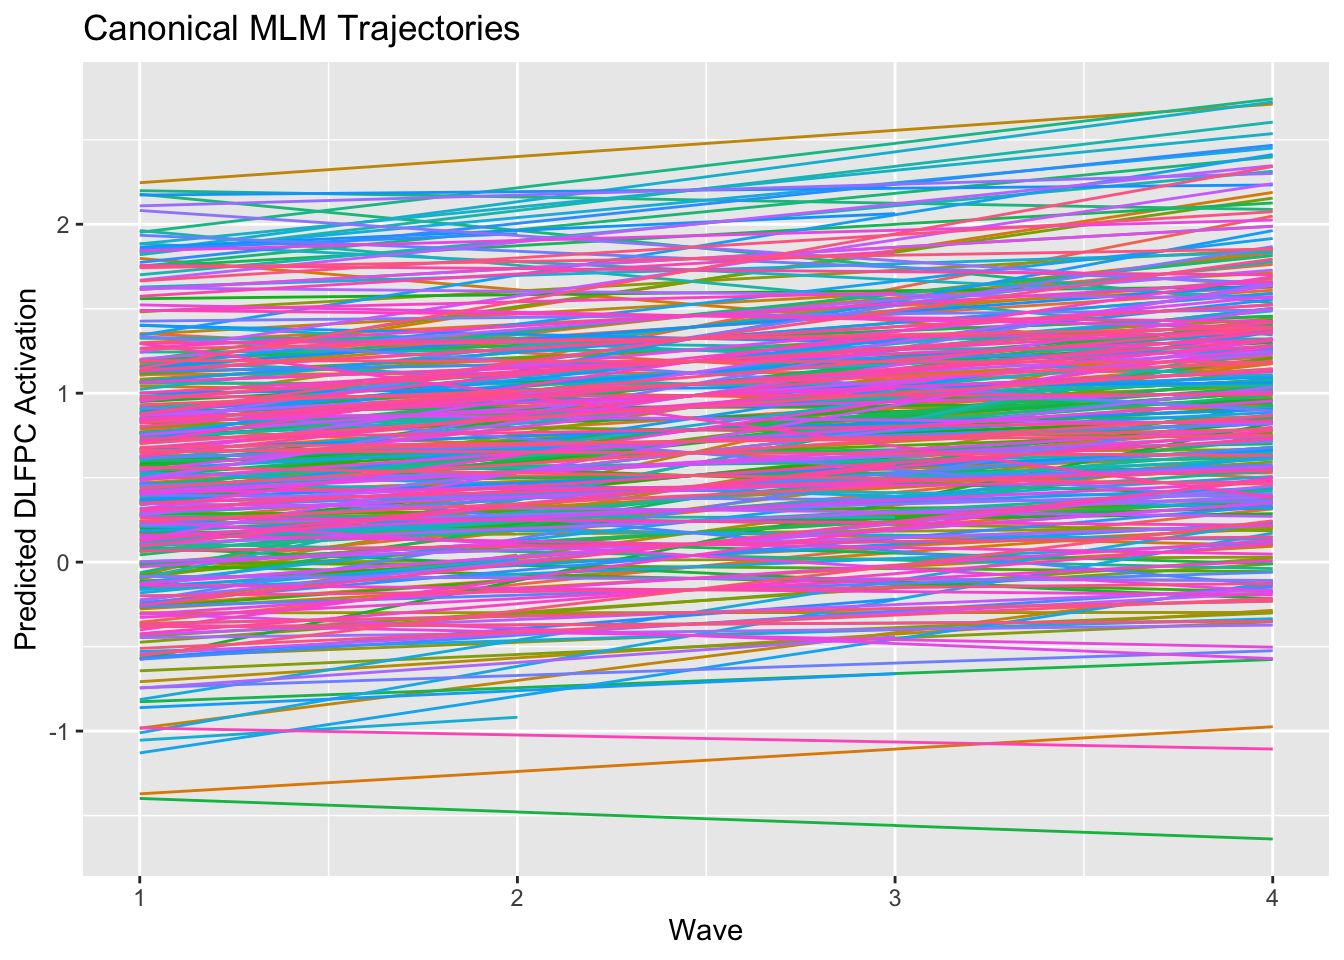 Canonical MLM Trajectories
Predicted DLFPC Activation
2
1
0
-1
1 2 3 4
Wave